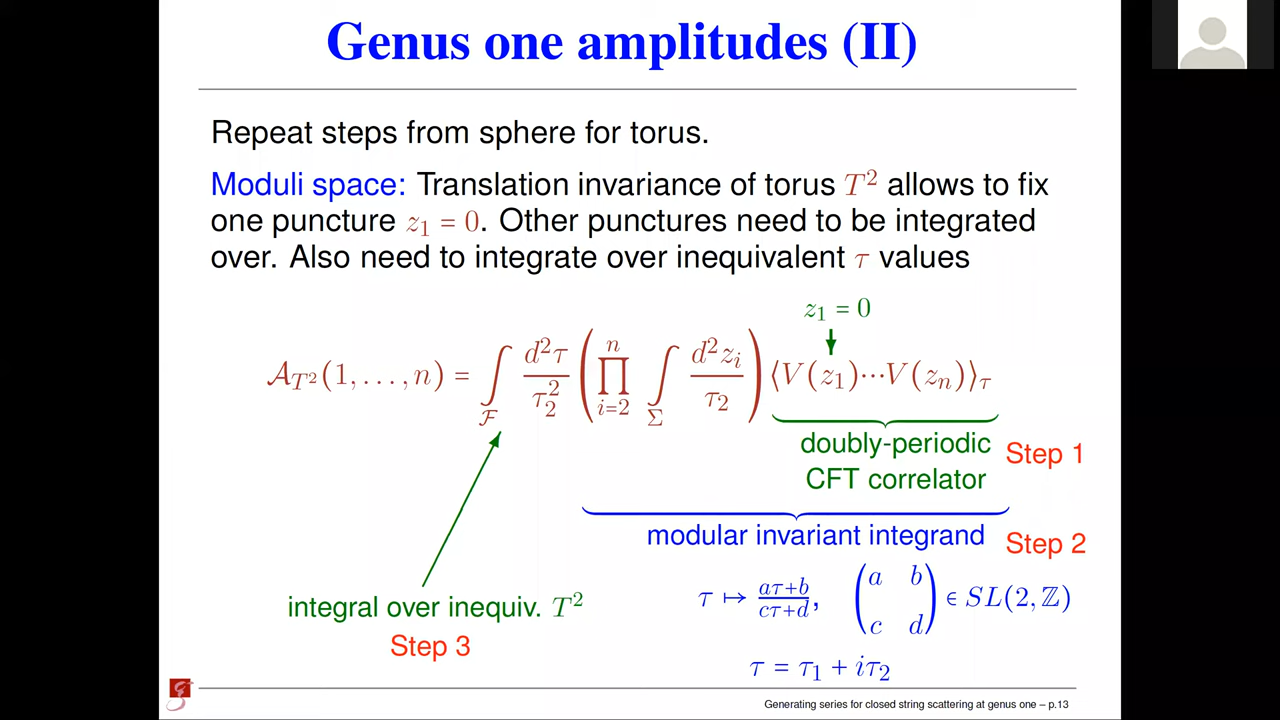 Genus one amplitudes (II)
Repeat steps from sphere for torus.
Moduli space: Translation invariance of torus T² allows to fix
one puncture z₁ = 0. Other punctures need to be integrated
over. Also need to integrate over inequivalent τ values
z₁ = 0
𝒜_{T²}(1, …, n) = ∫_ℱ d²τ/τ₂² (∏_{i=2}^{n} ∫_Σ d²z_i/τ₂) ⟨V(z₁)⋯V(z_n)⟩_τ
doubly-periodic
CFT correlator
Step 1
modular invariant integrand
Step 2
τ ↦ (aτ+b)/(cτ+d), (a b; c d) ∈ SL(2, ℤ)
integral over inequiv. T²
Step 3
τ = τ₁ + iτ₂
Generating series for closed string scattering at genus one – p.13